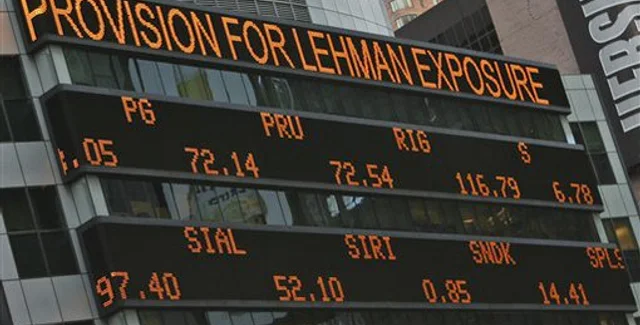 PROVISION FOR LEHMAN EXPOSURE
HERSH
PG PRU RIG S
.05 72.14 72.54 116.79 6.78
SIAL SIRI SNDK SPLS
97.40 52.10 0.85 14.41